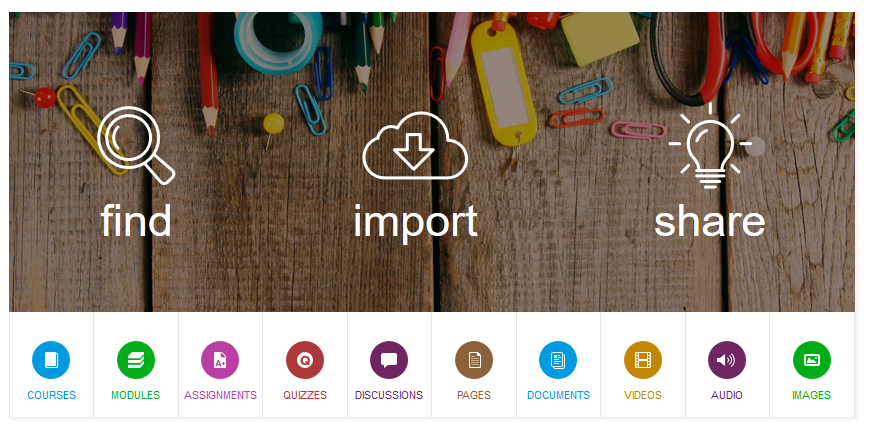 find import share
COURSES MODULES ASSIGNMENTS QUIZZES DISCUSSIONS PAGES DOCUMENTS VIDEOS AUDIO IMAGES